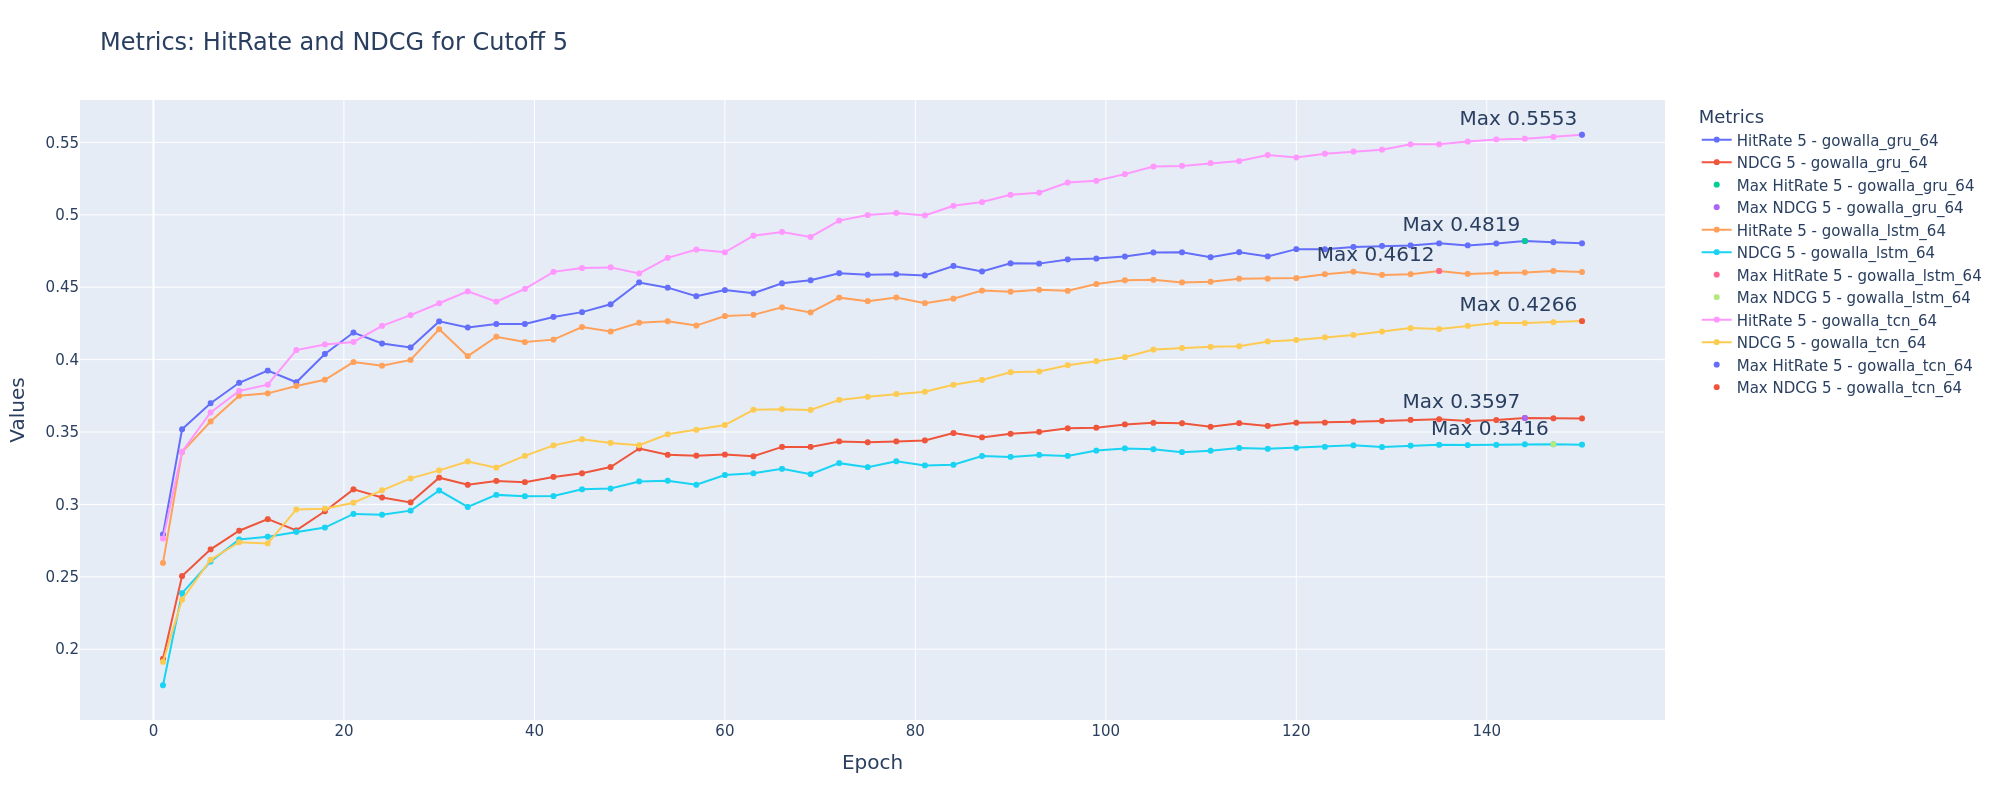 Metrics: HitRate and NDCG for Cutoff 5
Max 0.5553
Max 0.4819
Max 0.4612
Max 0.4266
Max 0.3597
Max 0.3416
0.55
0.5
0.45
0.4
0.35
0.3
0.25
0.2
Values
0 20 40 60 80 100 120 140
Epoch
Metrics
HitRate 5 - gowalla_gru_64
NDCG 5 - gowalla_gru_64
Max HitRate 5 - gowalla_gru_64
Max NDCG 5 - gowalla_gru_64
HitRate 5 - gowalla_lstm_64
NDCG 5 - gowalla_lstm_64
Max HitRate 5 - gowalla_lstm_64
Max NDCG 5 - gowalla_lstm_64
HitRate 5 - gowalla_tcn_64
NDCG 5 - gowalla_tcn_64
Max HitRate 5 - gowalla_tcn_64
Max NDCG 5 - gowalla_tcn_64